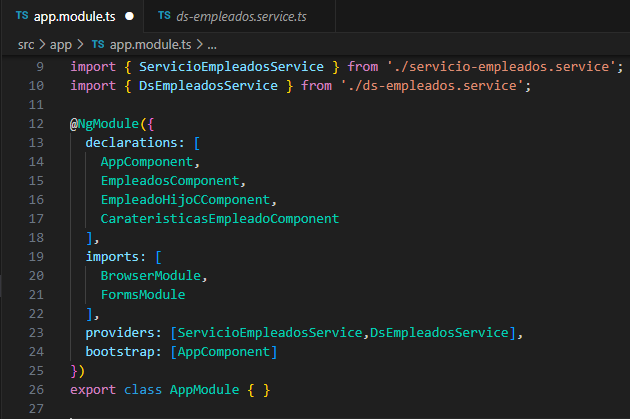 TS app.module.ts ● TS ds-empleados.service.ts
src > app > TS app.module.ts > ...
9 import { ServicioEmpleadosService } from './servicio-empleados.service';
10 import { DsEmpleadosService } from './ds-empleados.service';
11
12 @NgModule({
13   declarations: [
14     AppComponent,
15     EmpleadosComponent,
16     EmpleadoHijoCComponent,
17     CarateristicasEmpleadoComponent
18   ],
19   imports: [
20     BrowserModule,
21     FormsModule
22   ],
23   providers: [ServicioEmpleadosService,DsEmpleadosService],
24   bootstrap: [AppComponent]
25 })
26 export class AppModule { }
27